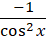 -1
cos² x